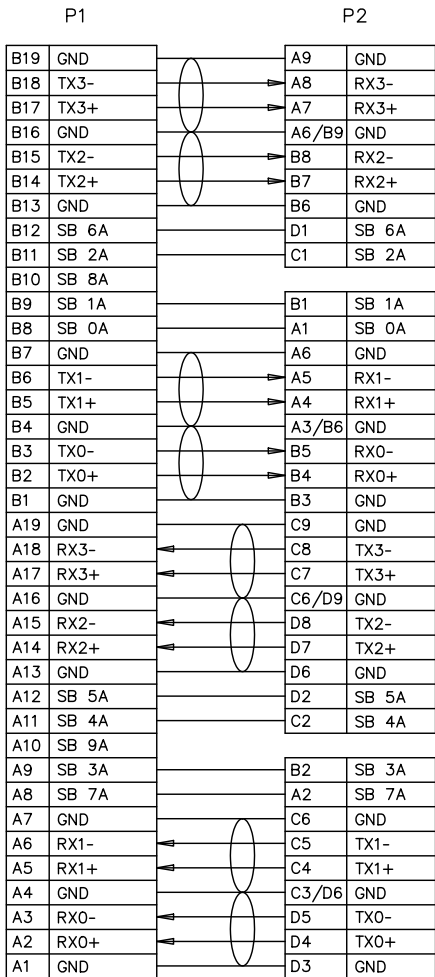 P1 P2
B19 GND A9 GND
B18 TX3- A8 RX3-
B17 TX3+ A7 RX3+
B16 GND A6/B9 GND
B15 TX2- B8 RX2-
B14 TX2+ B7 RX2+
B13 GND B6 GND
B12 SB 6A D1 SB 6A
B11 SB 2A C1 SB 2A
B10 SB 8A
B9 SB 1A B1 SB 1A
B8 SB 0A A1 SB 0A
B7 GND A6 GND
B6 TX1- A5 RX1-
B5 TX1+ A4 RX1+
B4 GND A3/B6 GND
B3 TX0- B5 RX0-
B2 TX0+ B4 RX0+
B1 GND B3 GND
A19 GND C9 GND
A18 RX3- C8 TX3-
A17 RX3+ C7 TX3+
A16 GND C6/D9 GND
A15 RX2- D8 TX2-
A14 RX2+ D7 TX2+
A13 GND D6 GND
A12 SB 5A D2 SB 5A
A11 SB 4A C2 SB 4A
A10 SB 9A
A9 SB 3A B2 SB 3A
A8 SB 7A A2 SB 7A
A7 GND C6 GND
A6 RX1- C5 TX1-
A5 RX1+ C4 TX1+
A4 GND C3/D6 GND
A3 RX0- D5 TX0-
A2 RX0+ D4 TX0+
A1 GND D3 GND